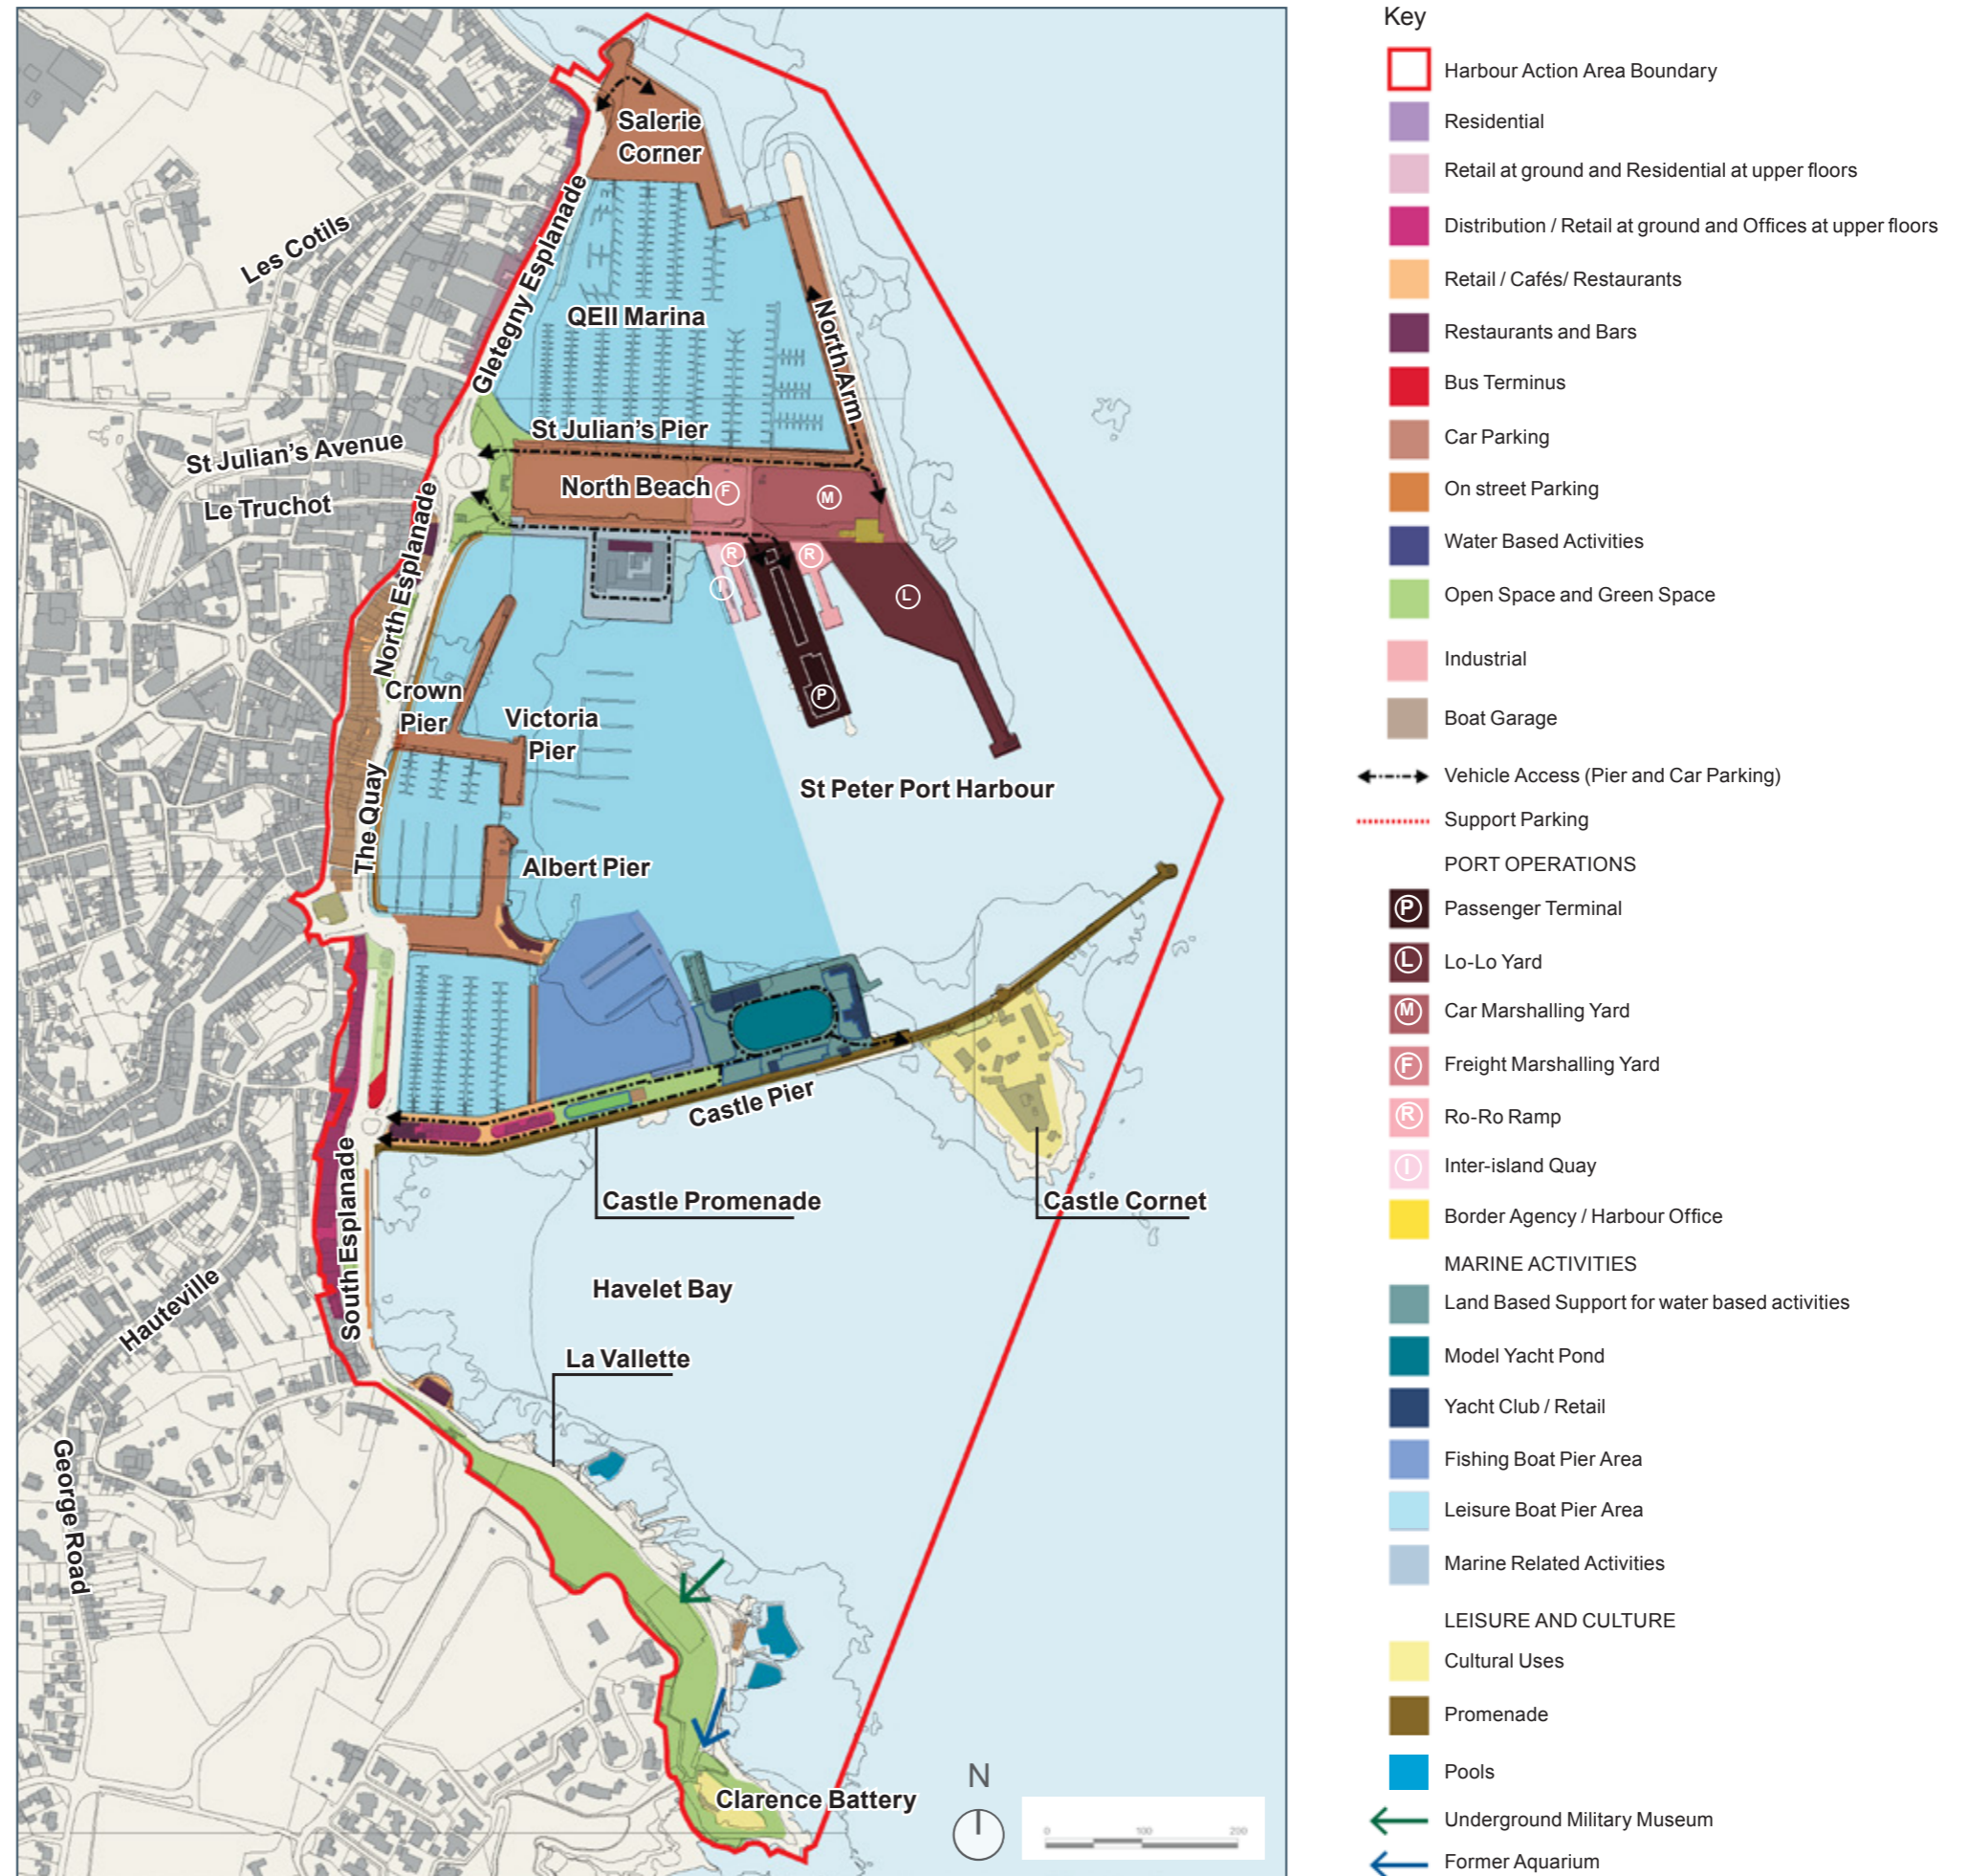 Salerie
Corner
Les Cotils
Gletegny Esplanade
QEII Marina
North Arm
St Julian's Pier
St Julian's Avenue
North Beach
F
M
Le Truchot
North Esplanade
R
R
I
L
P
Crown
Pier
Victoria
Pier
St Peter Port Harbour
The Quay
Albert Pier
Castle Pier
South Esplanade
Castle Promenade
Castle Cornet
Hauteville
Havelet Bay
La Vallette
George Road
Clarence Battery
N
0 100 200
Key
Harbour Action Area Boundary
Residential
Retail at ground and Residential at upper floors
Distribution / Retail at ground and Offices at upper floors
Retail / Cafés/ Restaurants
Restaurants and Bars
Bus Terminus
Car Parking
On street Parking
Water Based Activities
Open Space and Green Space
Industrial
Boat Garage
Vehicle Access (Pier and Car Parking)
Support Parking
PORT OPERATIONS
P Passenger Terminal
L Lo-Lo Yard
M Car Marshalling Yard
F Freight Marshalling Yard
R Ro-Ro Ramp
I Inter-island Quay
Border Agency / Harbour Office
MARINE ACTIVITIES
Land Based Support for water based activities
Model Yacht Pond
Yacht Club / Retail
Fishing Boat Pier Area
Leisure Boat Pier Area
Marine Related Activities
LEISURE AND CULTURE
Cultural Uses
Promenade
Pools
Underground Military Museum
Former Aquarium